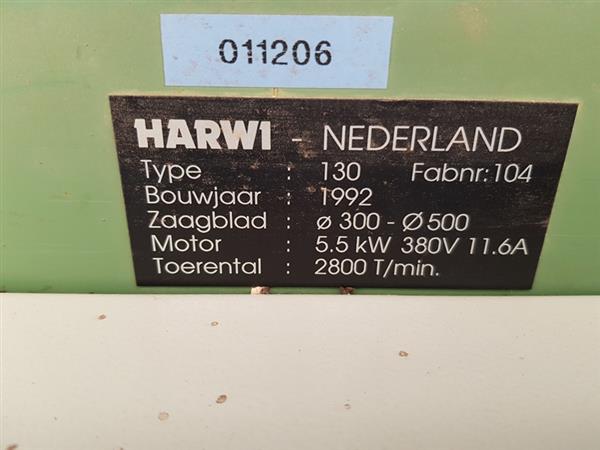 011206
HARWI - NEDERLAND
Type : 130 Fabnr: 104
Bouwjaar : 1992
Zaagblad : ø 300 - Ø 500
Motor : 5.5 kW 380V 11.6A
Toerental : 2800 T/min.